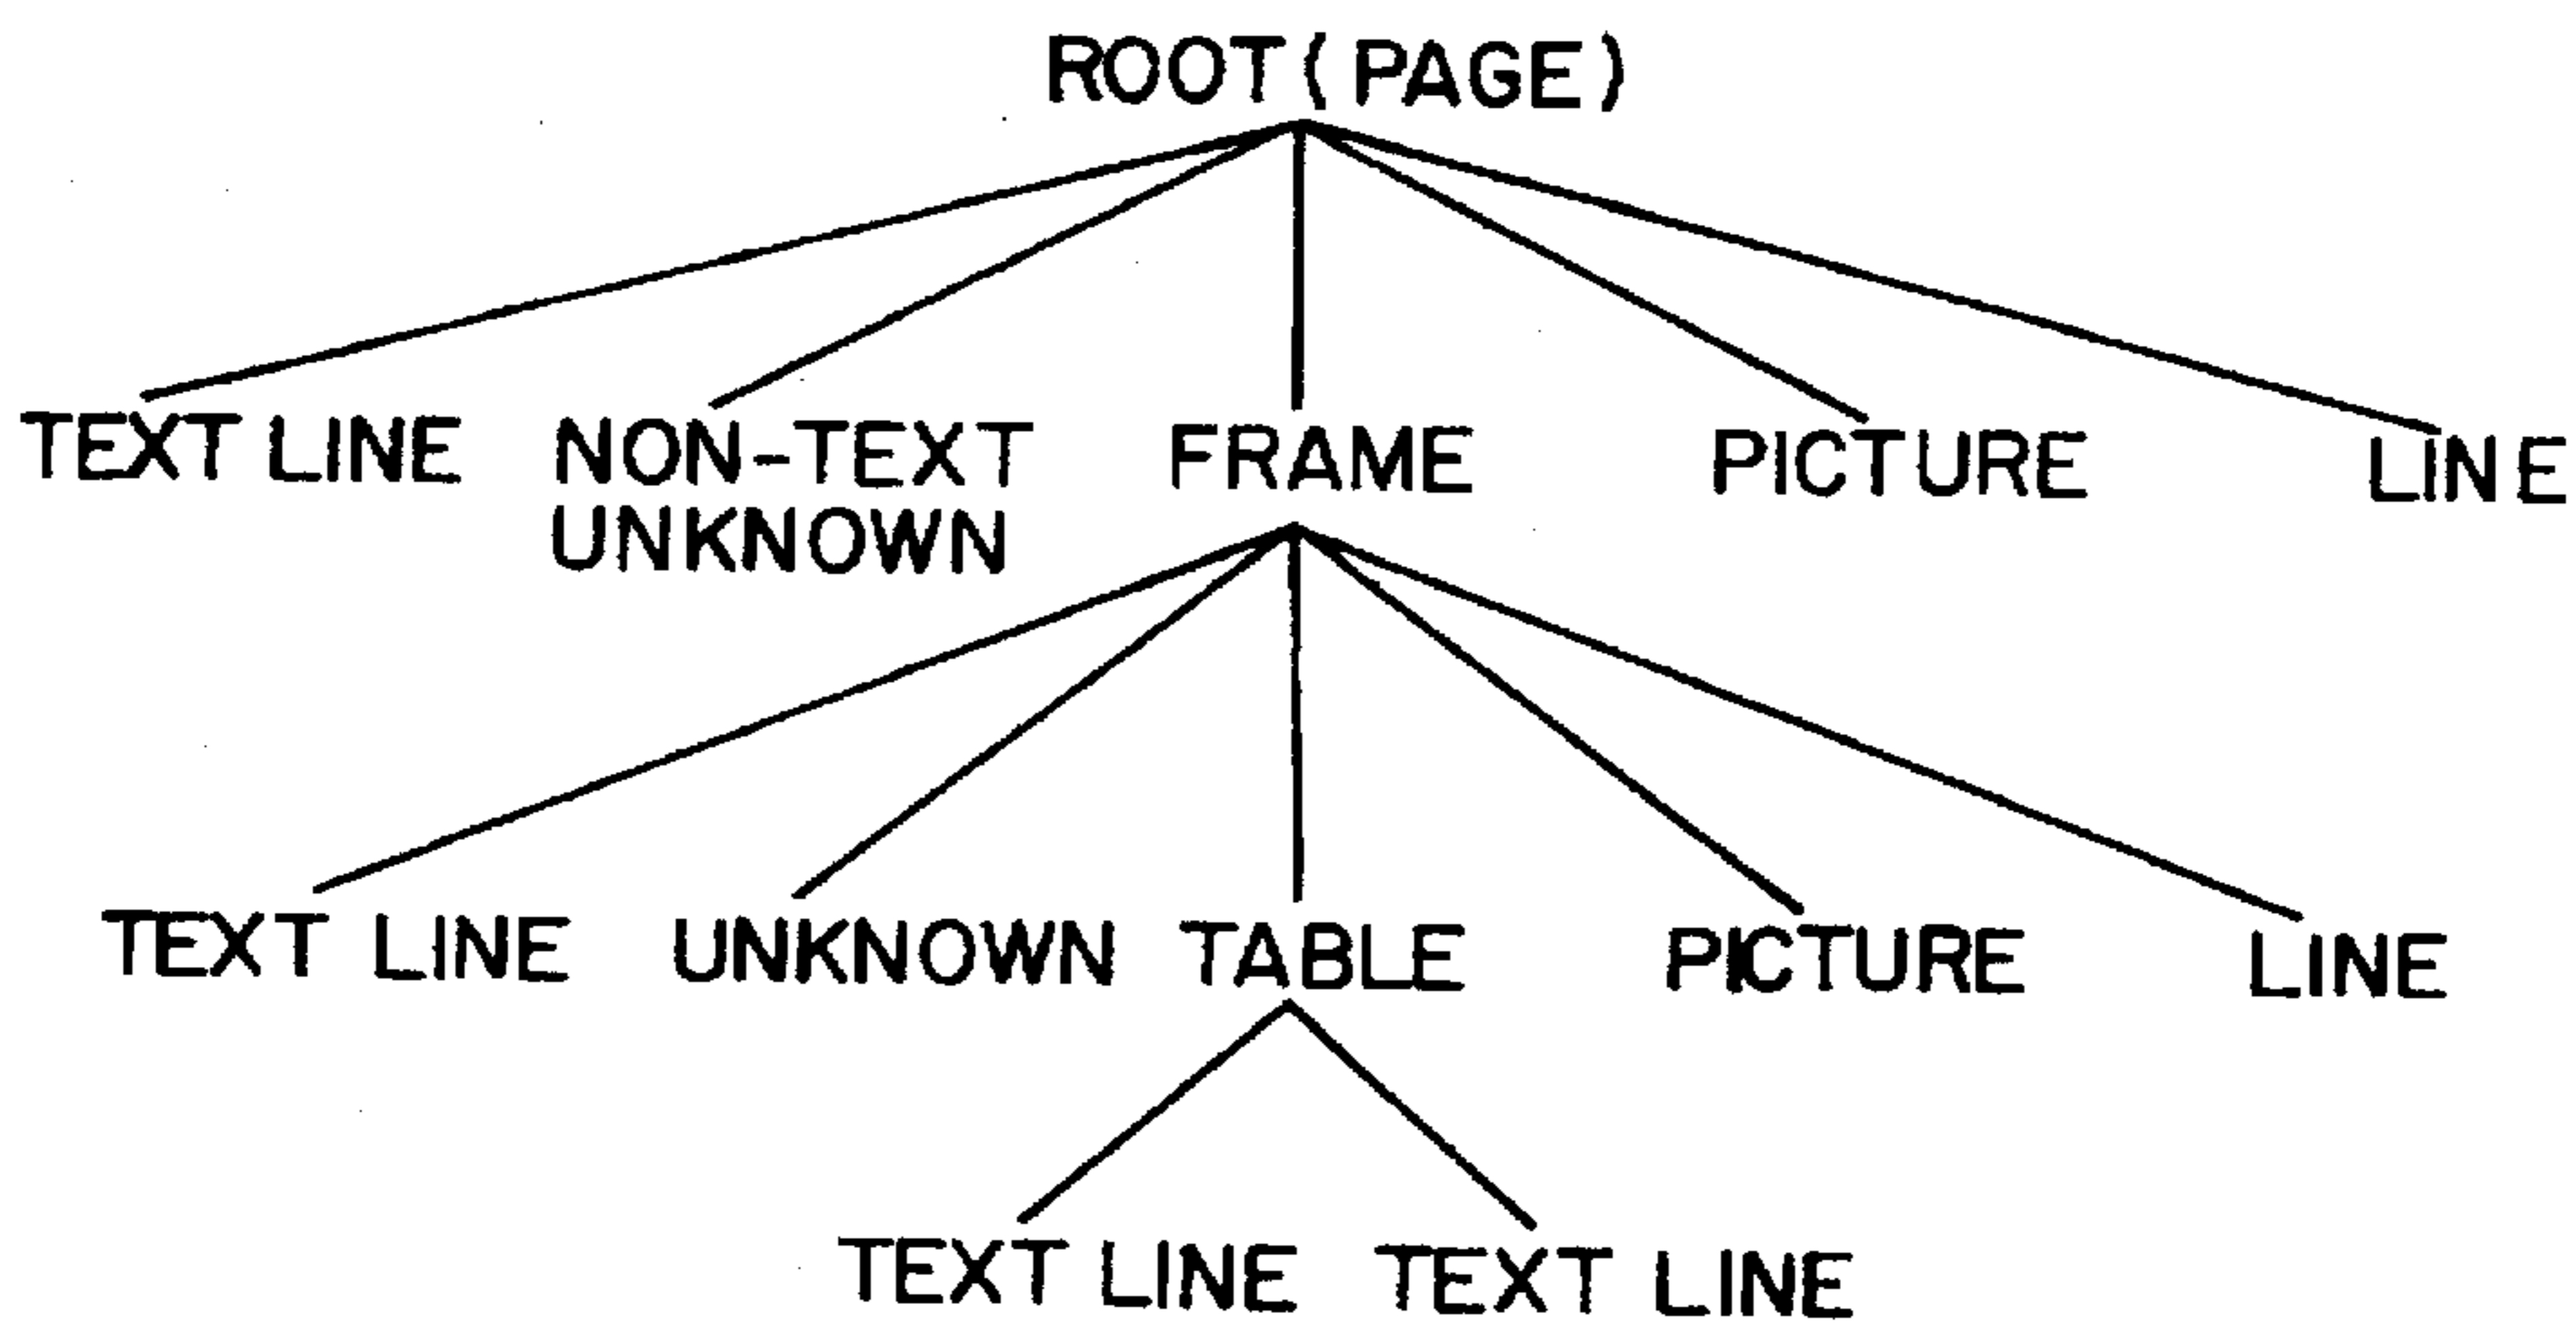 ROOT (PAGE)
TEXT LINE NON-TEXT FRAME PICTURE LINE
UNKNOWN
TEXT LINE UNKNOWN TABLE PICTURE LINE
TEXT LINE TEXT LINE